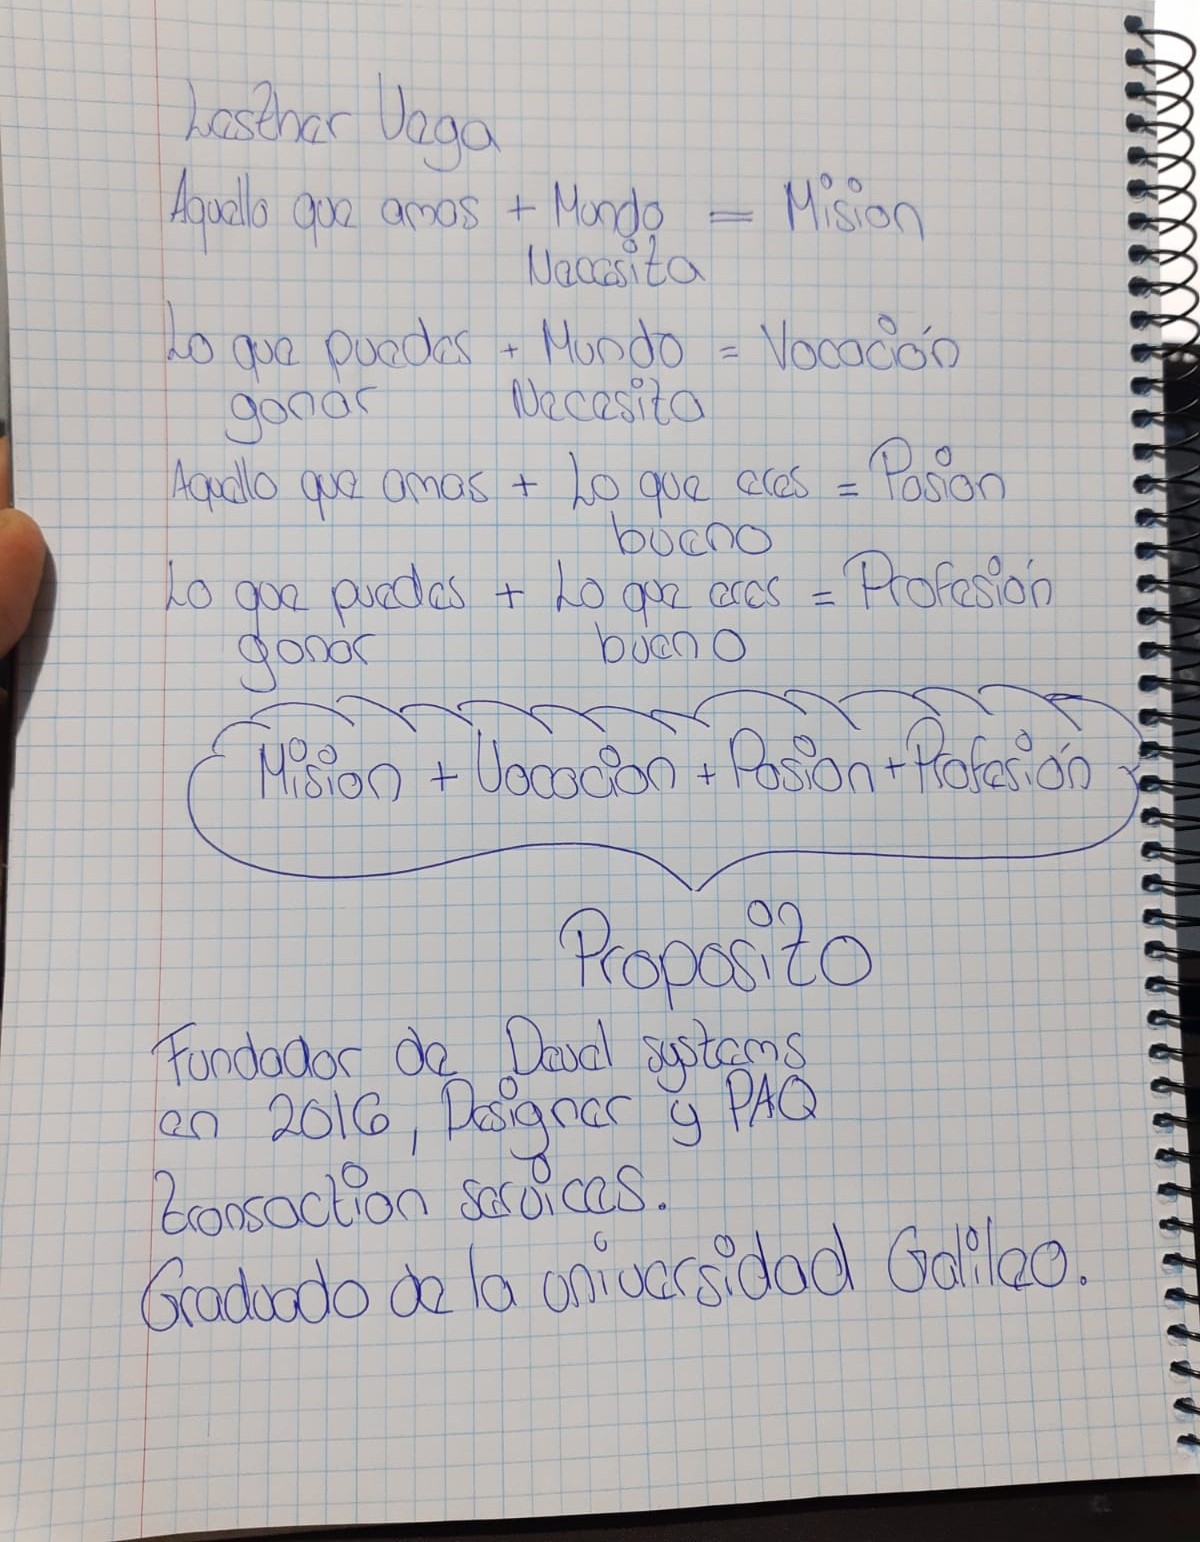 Lesther Vega
Aquello que amas + Mundo = Mision
Necesita
Lo que puedes + Mundo = Vocación
ganar Necesita
Aquello que amas + Lo que eres = Pasion
bueno
Lo que puedes + Lo que eres = Profesión
ganar bueno
Mision + Vocacion + Pasion + Profesión
Proposito
Fundador de Devel systems
en 2016, Designer y PAQ
transaction services.
Graduado de la universidad Galileo.